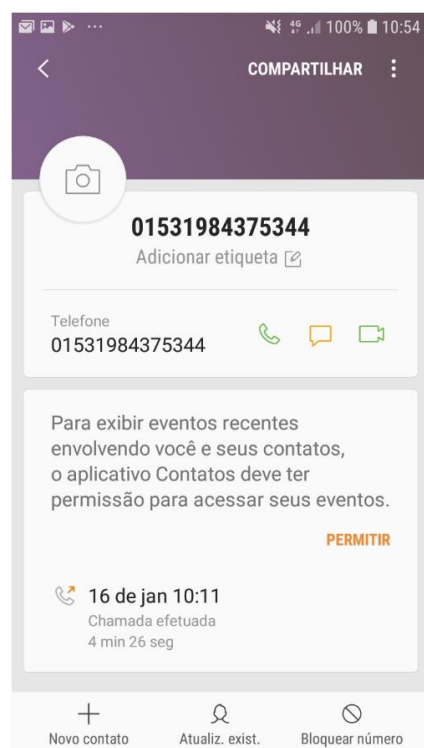 4G 100% 10:54
COMPARTILHAR
01531984375344
Adicionar etiqueta
Telefone
01531984375344
Para exibir eventos recentes
envolvendo você e seus contatos,
o aplicativo Contatos deve ter
permissão para acessar seus eventos.
PERMITIR
16 de jan 10:11
Chamada efetuada
4 min 26 seg
Novo contato Atualiz. exist. Bloquear número